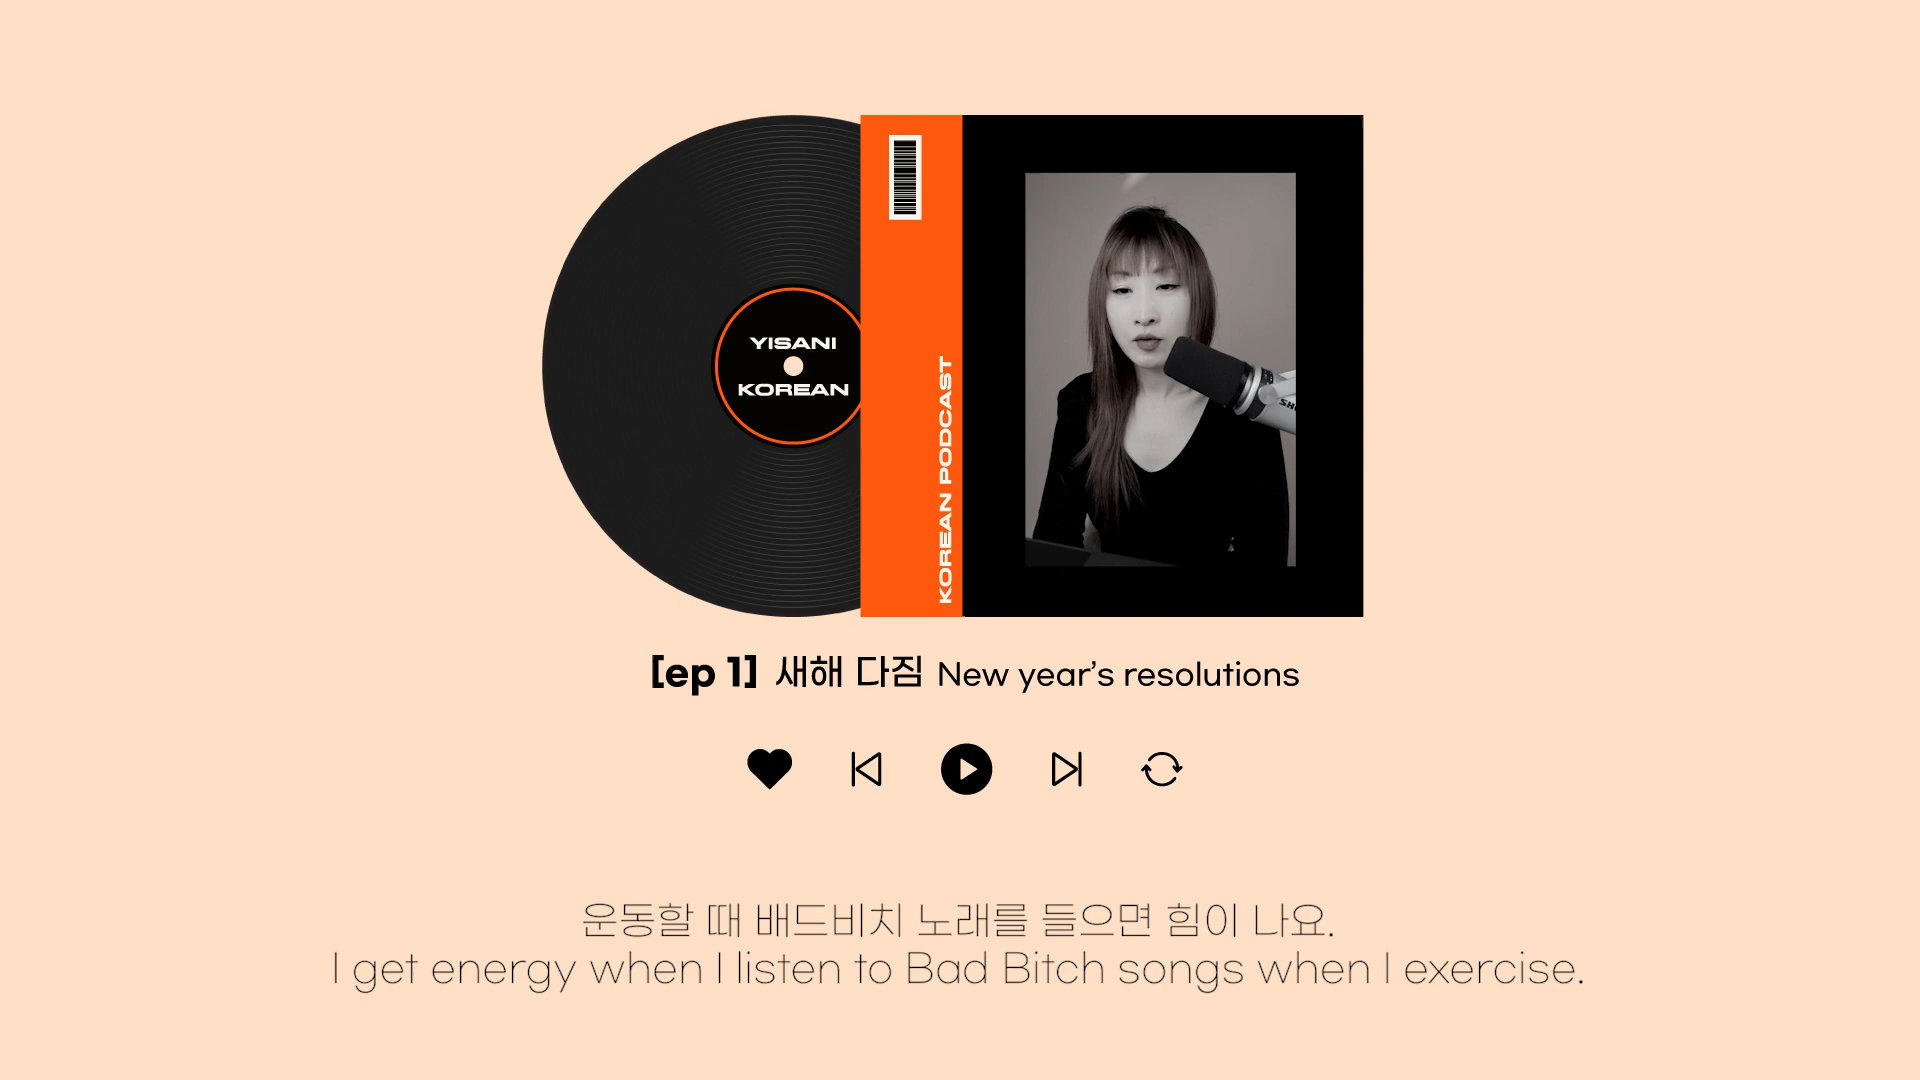 YISANI
KOREAN
KOREAN PODCAST
[ep 1] 새해 다짐 New year's resolutions
운동할 때 배드비치 노래를 들으면 힘이 나요.
I get energy when I listen to Bad Bitch songs when I exercise.